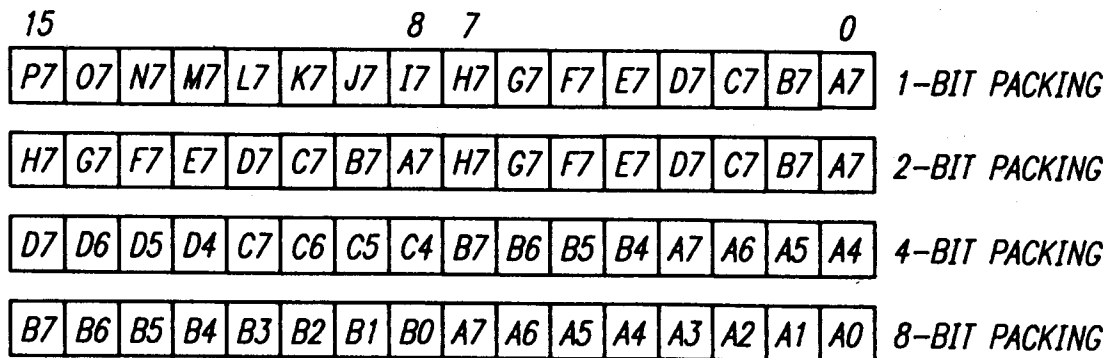 15 8 7 0
P7 O7 N7 M7 L7 K7 J7 I7 H7 G7 F7 E7 D7 C7 B7 A7 1-BIT PACKING
H7 G7 F7 E7 D7 C7 B7 A7 H7 G7 F7 E7 D7 C7 B7 A7 2-BIT PACKING
D7 D6 D5 D4 C7 C6 C5 C4 B7 B6 B5 B4 A7 A6 A5 A4 4-BIT PACKING
B7 B6 B5 B4 B3 B2 B1 B0 A7 A6 A5 A4 A3 A2 A1 A0 8-BIT PACKING